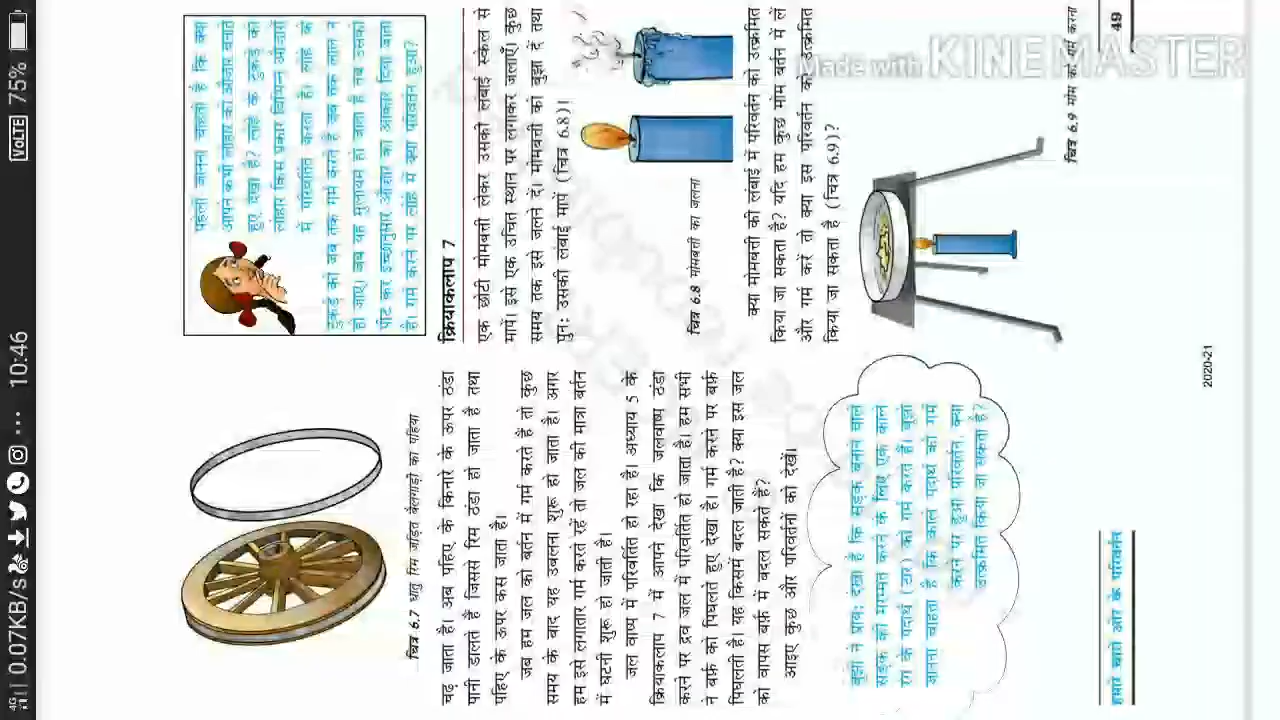 4G 0.07KB/s ... 10:46 VoLTE 75%
Made with KINEMASTER
चित्र 6.7 धातु रिम जड़ित बैलगाड़ी का पहिया
चढ़ जाता है। अब पहिए के किनारे के ऊपर ठंडा
पानी डालते हैं जिससे रिम ठंडा हो जाता है तथा
पहिए के ऊपर कस जाता है।
जब हम जल को बर्तन में गर्म करते हैं तो कुछ
समय के बाद यह उबलना शुरू हो जाता है। अगर
हम इसे लगातार गर्म करते रहें तो जल की मात्रा बर्तन
में घटनी शुरू हो जाती है।
जल वाष्प में परिवर्तित हो रहा है। अध्याय 5 के
क्रियाकलाप 7 में आपने देखा कि जलवाष्प ठंडा
करने पर द्रव जल में परिवर्तित हो जाता है। हम सभी
ने बर्फ़ को पिघलते हुए देखा है। गर्म करने पर बर्फ़
पिघलती है। यह किसमें बदल जाती है? क्या इस जल
को वापस बर्फ़ में बदल सकते हैं?
आइए कुछ और परिवर्तनों को देखें।
बूझो ने प्राय: देखा है कि सड़क बनाने वाले
सड़क की मरम्मत करने के लिए एक काले
रंग के पदार्थ (टार) को गर्म करते हैं। बूझो
जानना चाहता है कि काले पदार्थ को गर्म
करने पर हुआ परिवर्तन, क्या
उत्क्रमित किया जा सकता है?
पहेली जानना चाहती है कि क्या
आपने कभी लोहार को औज़ार बनाते
हुए देखा है? लोहे के टुकड़े को
लोहार किस प्रकार विभिन्न औज़ारों
में परिवर्तित करता है। लोहे के
टुकड़े को जब तक गर्म करते हैं जब तक लाल न
हो जाए। जब यह मुलायम हो जाता है तब उसको
पीट कर इच्छानुसार औज़ार का आकार दिया जाता
है। गर्म करने पर लोहे में क्या परिवर्तन हुआ?
क्रियाकलाप 7
एक छोटी मोमबत्ती लेकर उसकी लंबाई स्केल से
मापें। इसे एक उचित स्थान पर लगाकर जलाएँ। कुछ
समय तक इसे जलने दें। मोमबत्ती को बुझा दें तथा
पुन: उसकी लंबाई मापें (चित्र 6.8)।
चित्र 6.8 मोमबत्ती का जलना
क्या मोमबत्ती की लंबाई में परिवर्तन को उत्क्रमित
किया जा सकता है? यदि हम कुछ मोम बर्तन में लें
और गर्म करें तो क्या इस परिवर्तन को उत्क्रमित
किया जा सकता है (चित्र 6.9)?
चित्र 6.9 मोम को गर्म करना
हमारे चारों ओर के परिवर्तन
49
2020-21